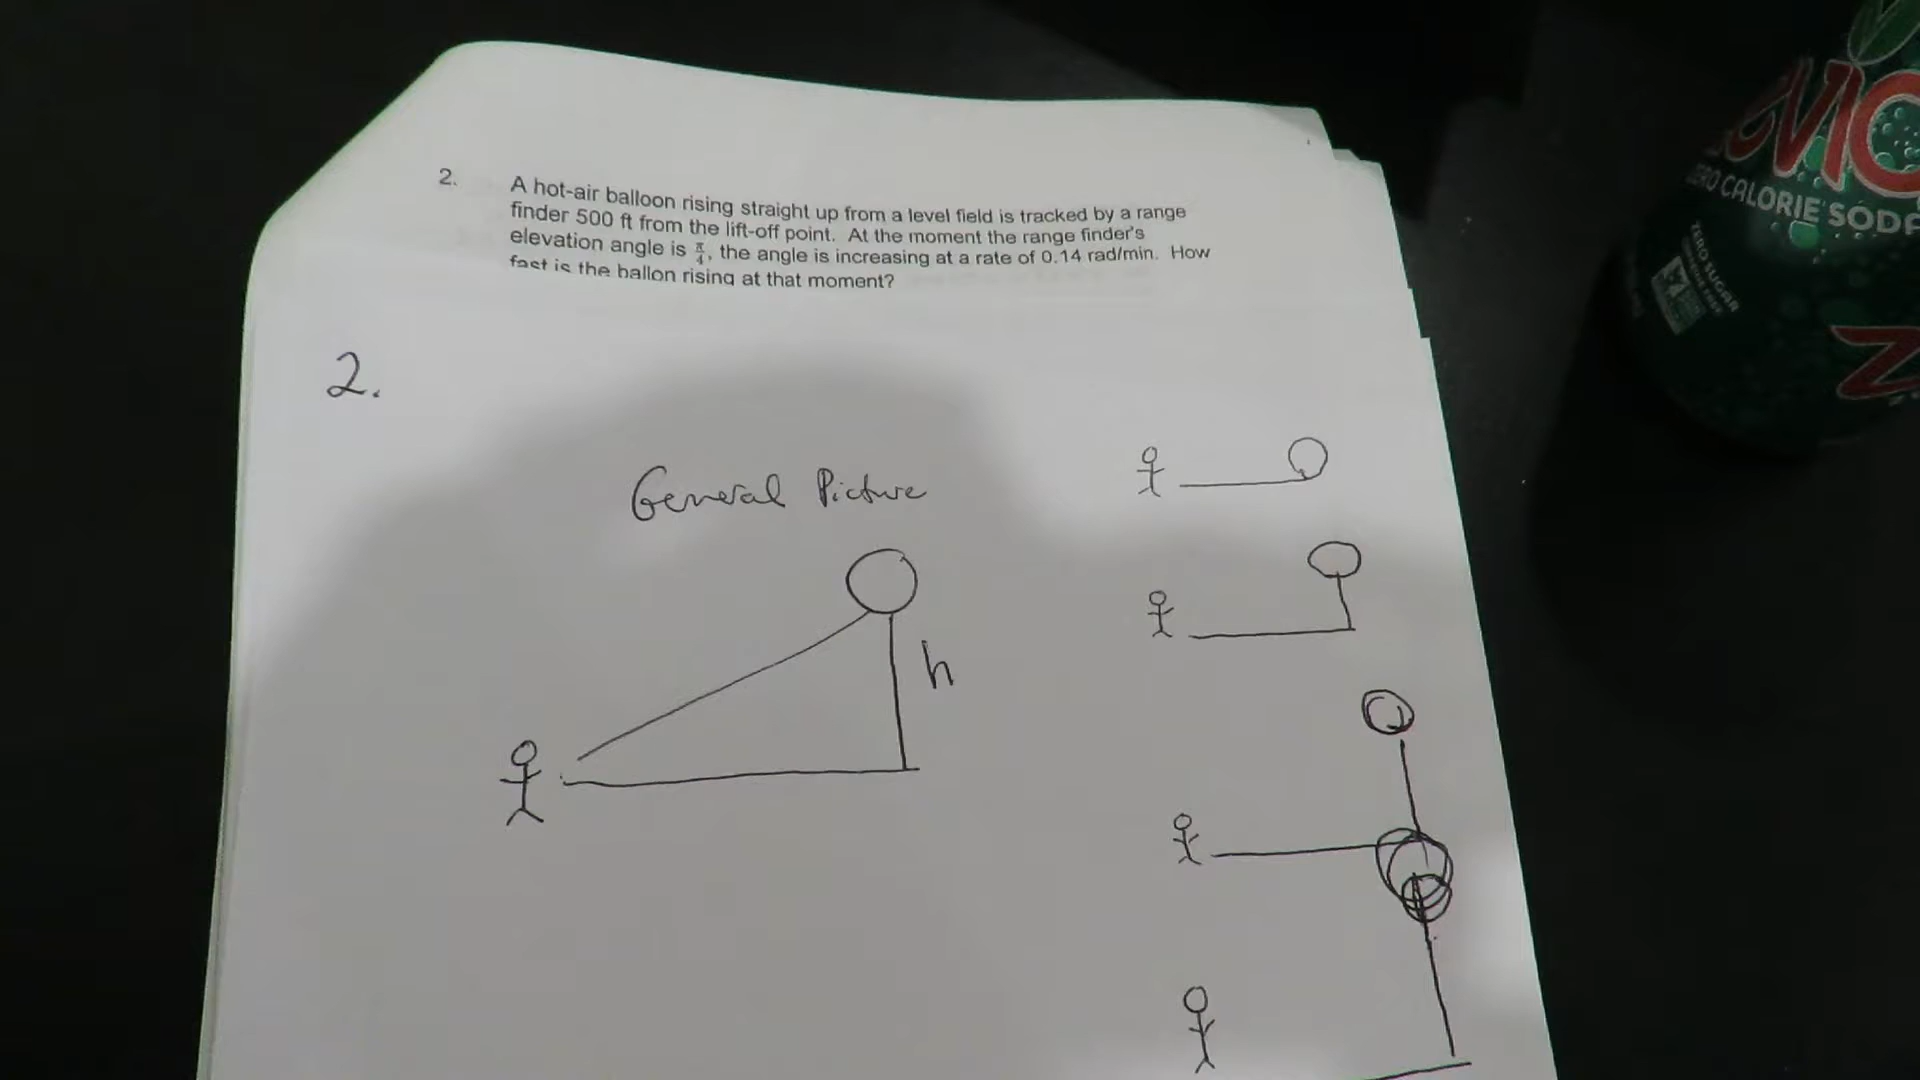 2. A hot-air balloon rising straight up from a level field is tracked by a range
finder 500 ft from the lift-off point. At the moment the range finder's
elevation angle is π/4, the angle is increasing at a rate of 0.14 rad/min. How
fast is the ballon rising at that moment?
2.
General Picture
h
ZERO CALORIE SODA
ZERO SUGAR